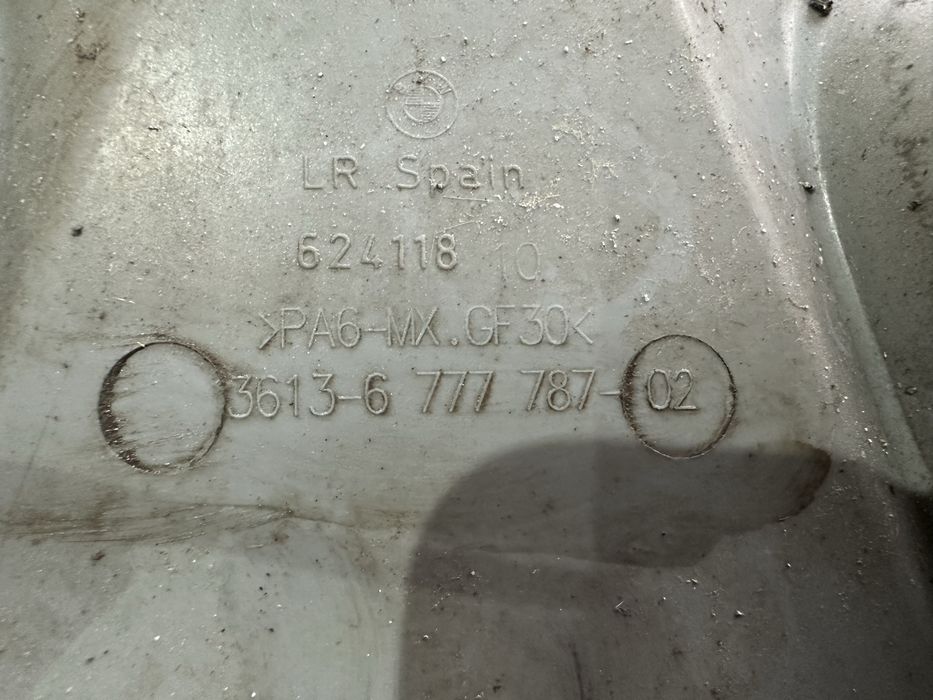 LR Spain
624118 10
>PA6-MX.GF30<
3613-6 777 787-02